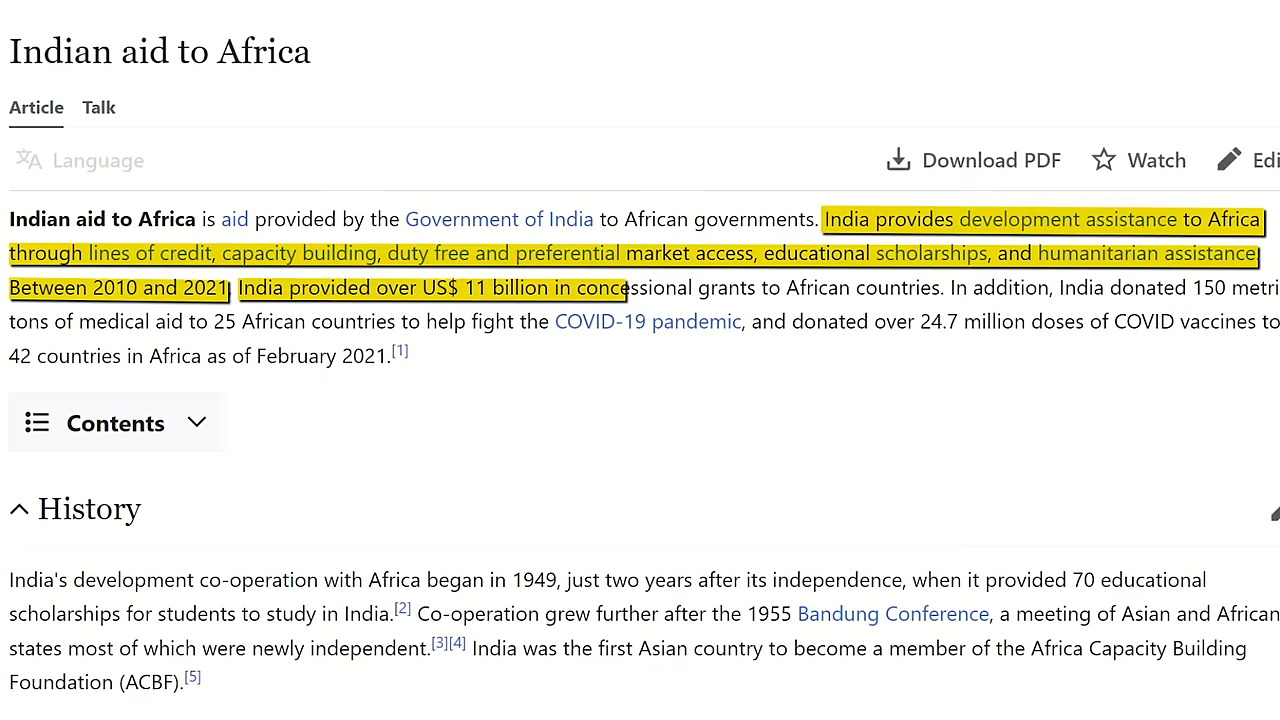 Indian aid to Africa
Article Talk
Language Download PDF Watch Edi
Indian aid to Africa is aid provided by the Government of India to African governments. India provides development assistance to Africa
through lines of credit, capacity building, duty free and preferential market access, educational scholarships, and humanitarian assistance.
Between 2010 and 2021, India provided over US$ 11 billion in concessional grants to African countries. In addition, India donated 150 metri
tons of medical aid to 25 African countries to help fight the COVID-19 pandemic, and donated over 24.7 million doses of COVID vaccines to
42 countries in Africa as of February 2021.[1]
Contents
History
India's development co-operation with Africa began in 1949, just two years after its independence, when it provided 70 educational
scholarships for students to study in India.[2] Co-operation grew further after the 1955 Bandung Conference, a meeting of Asian and African
states most of which were newly independent.[3][4] India was the first Asian country to become a member of the Africa Capacity Building
Foundation (ACBF).[5]